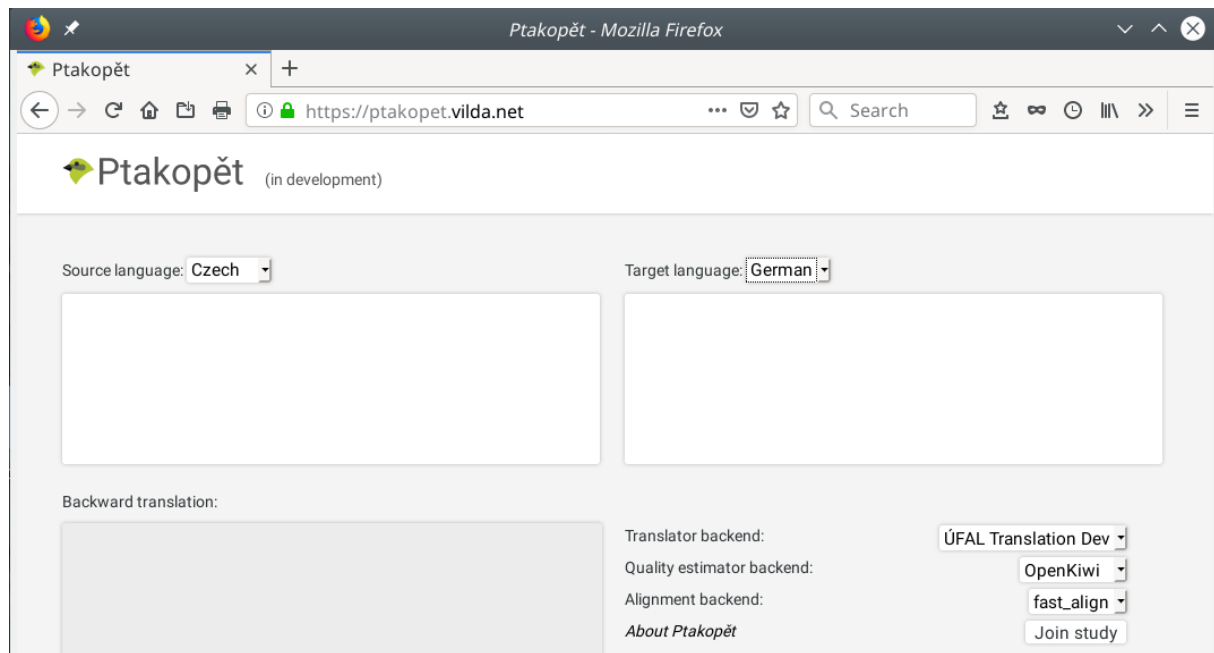 Ptakopět - Mozilla Firefox
Ptakopět
https://ptakopet.vilda.net
Search
Ptakopět (in development)
Source language: Czech
Target language: German
Backward translation:
Translator backend: ÚFAL Translation Dev
Quality estimator backend: OpenKiwi
Alignment backend: fast_align
About Ptakopět Join study